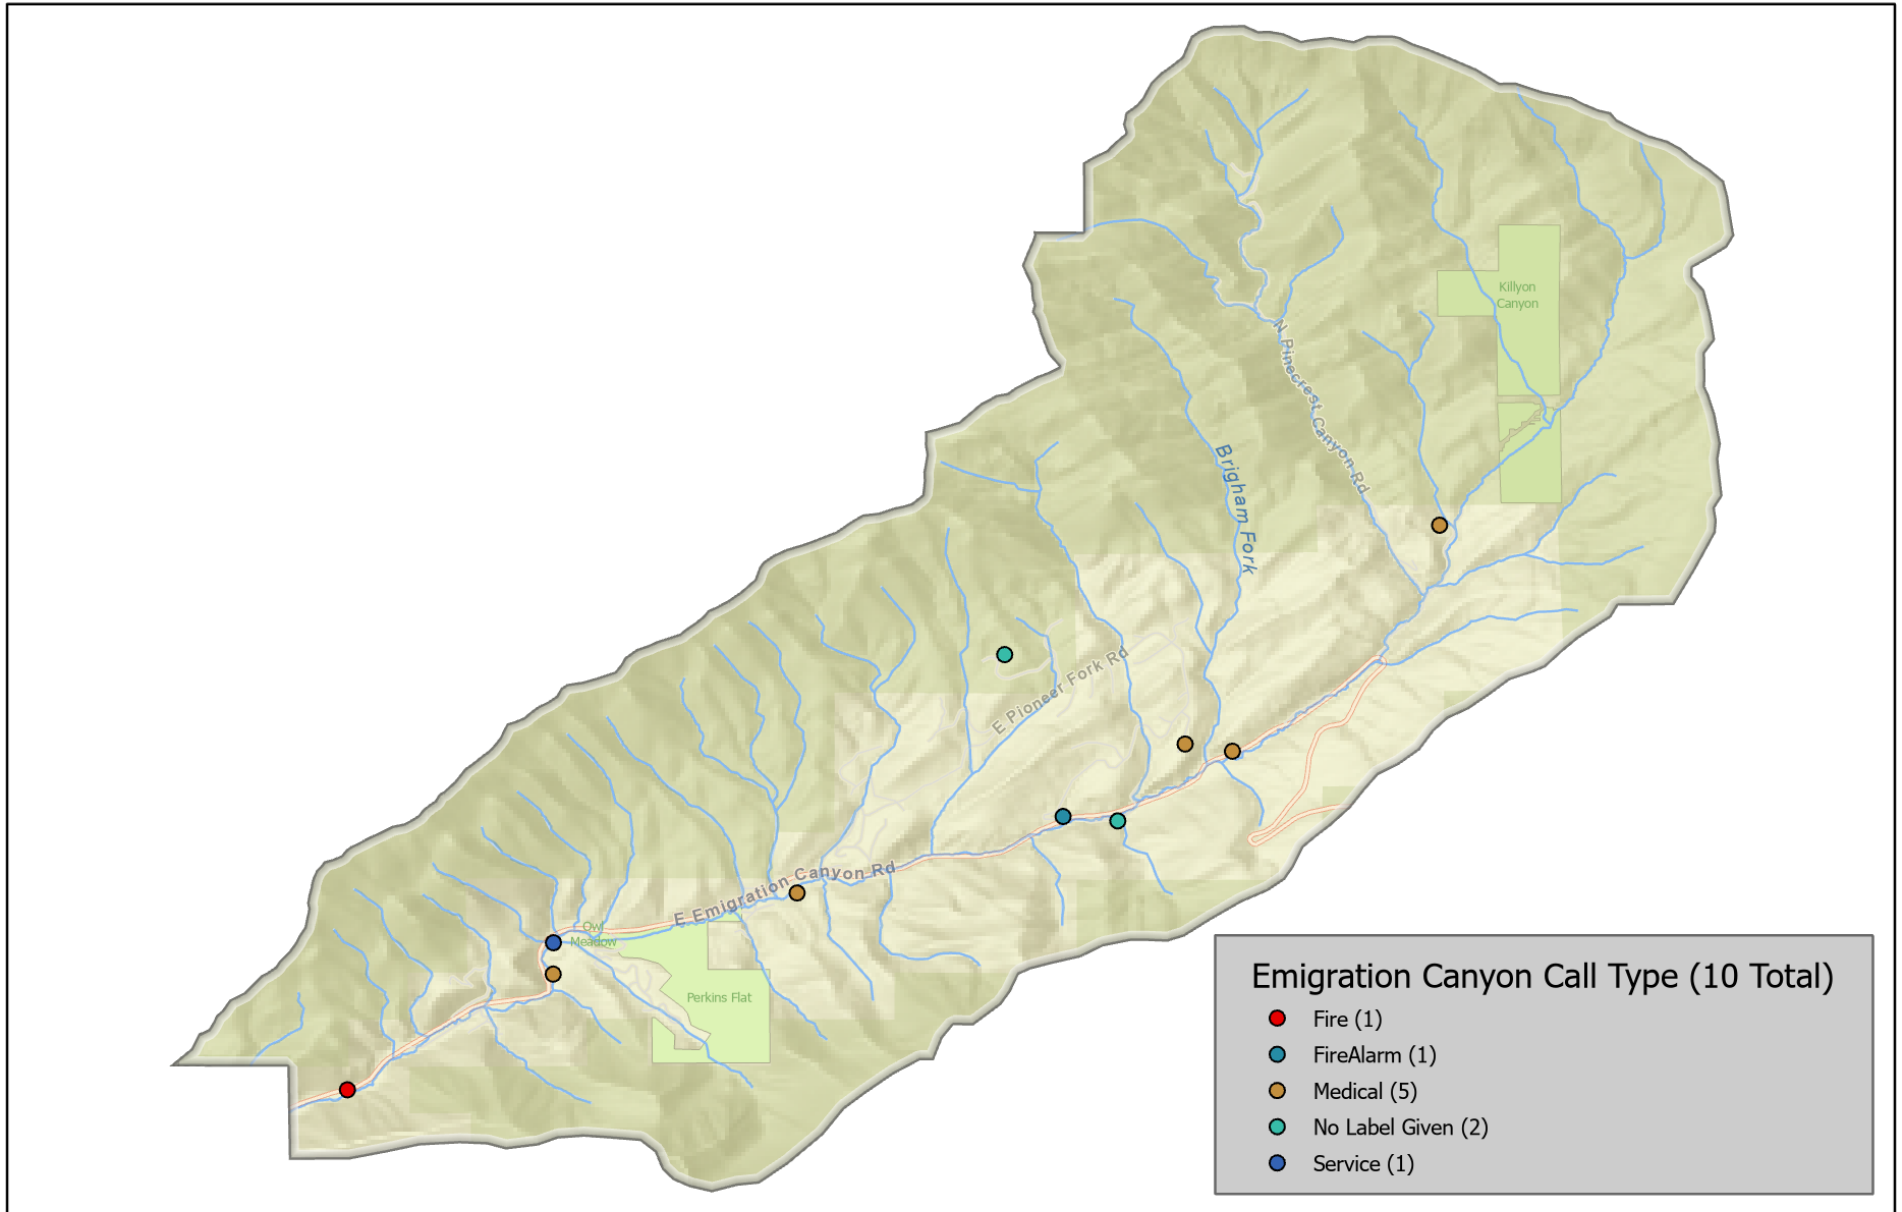 Killyon
Canyon
N Pinecrest Canyon Rd
Brigham Fork
E Pioneer Fork Rd
E Emigration Canyon Rd
Owl
Meadow
Perkins Flat
Emigration Canyon Call Type (10 Total)
Fire (1)
FireAlarm (1)
Medical (5)
No Label Given (2)
Service (1)